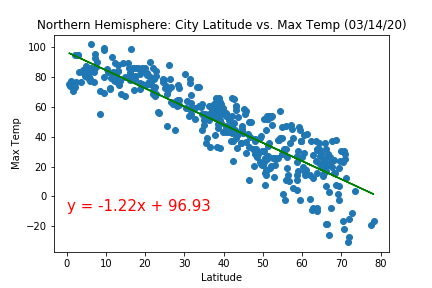 Northern Hemisphere: City Latitude vs. Max Temp (03/14/20)
Max Temp
100
80
60
40
20
0
−20
y = -1.22x + 96.93
0 10 20 30 40 50 60 70 80
Latitude